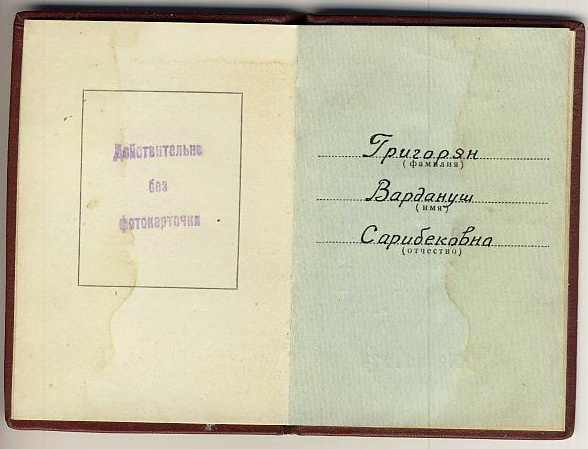 Действительно
без
фотокарточки
Григорян
(фамилия)
Вардануш
(имя)
Сарибековна
(отчество)